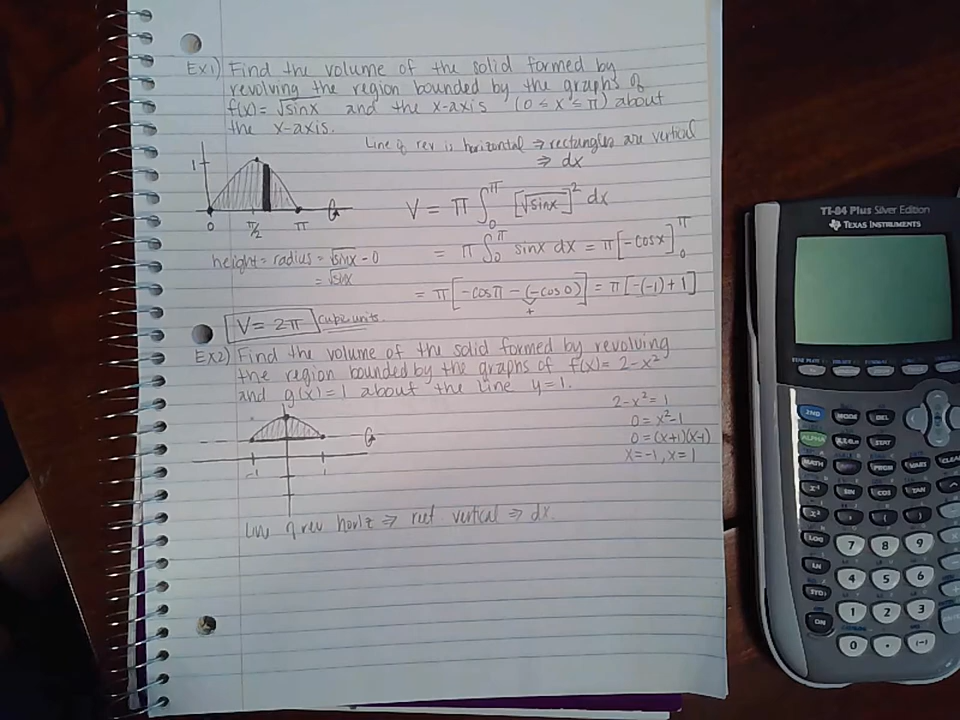 Ex1) Find the volume of the solid formed by
revolving the region bounded by the graphs of
f(x) = √sinx and the x-axis (0 ≤ x ≤ π) about
the x-axis.
Line of rev is horizontal ⇒ rectangles are vertical
⇒ dx
1
0 π/2 π
V = π ∫₀^π [√sinx]² dx
height = radius = √sinx - 0
= √sinx
= π ∫₀^π sinx dx = π[-cosx]₀^π
= π[-cosπ - (-cos0)] = π[-(-1)+1]
+
V = 2π cubic units
Ex2) Find the volume of the solid formed by revolving
the region bounded by the graphs of f(x) = 2-x²
and g(x) = 1 about the line y=1.
2-x² = 1
0 = x²-1
0 = (x+1)(x-1)
x = -1, x = 1
-1 1
Line of rev horiz ⇒ rect vertical ⇒ dx.
TI-84 Plus Silver Edition
TEXAS INSTRUMENTS
2ND MODE DEL
ALPHA X,T,θ,n STAT
MATH PRGM VARS CLEAR
x⁻¹ SIN COS TAN ^
x² , ( )
LOG 7 8 9
LN 4 5 6
STO 1 2 3
ON 0 . (-)